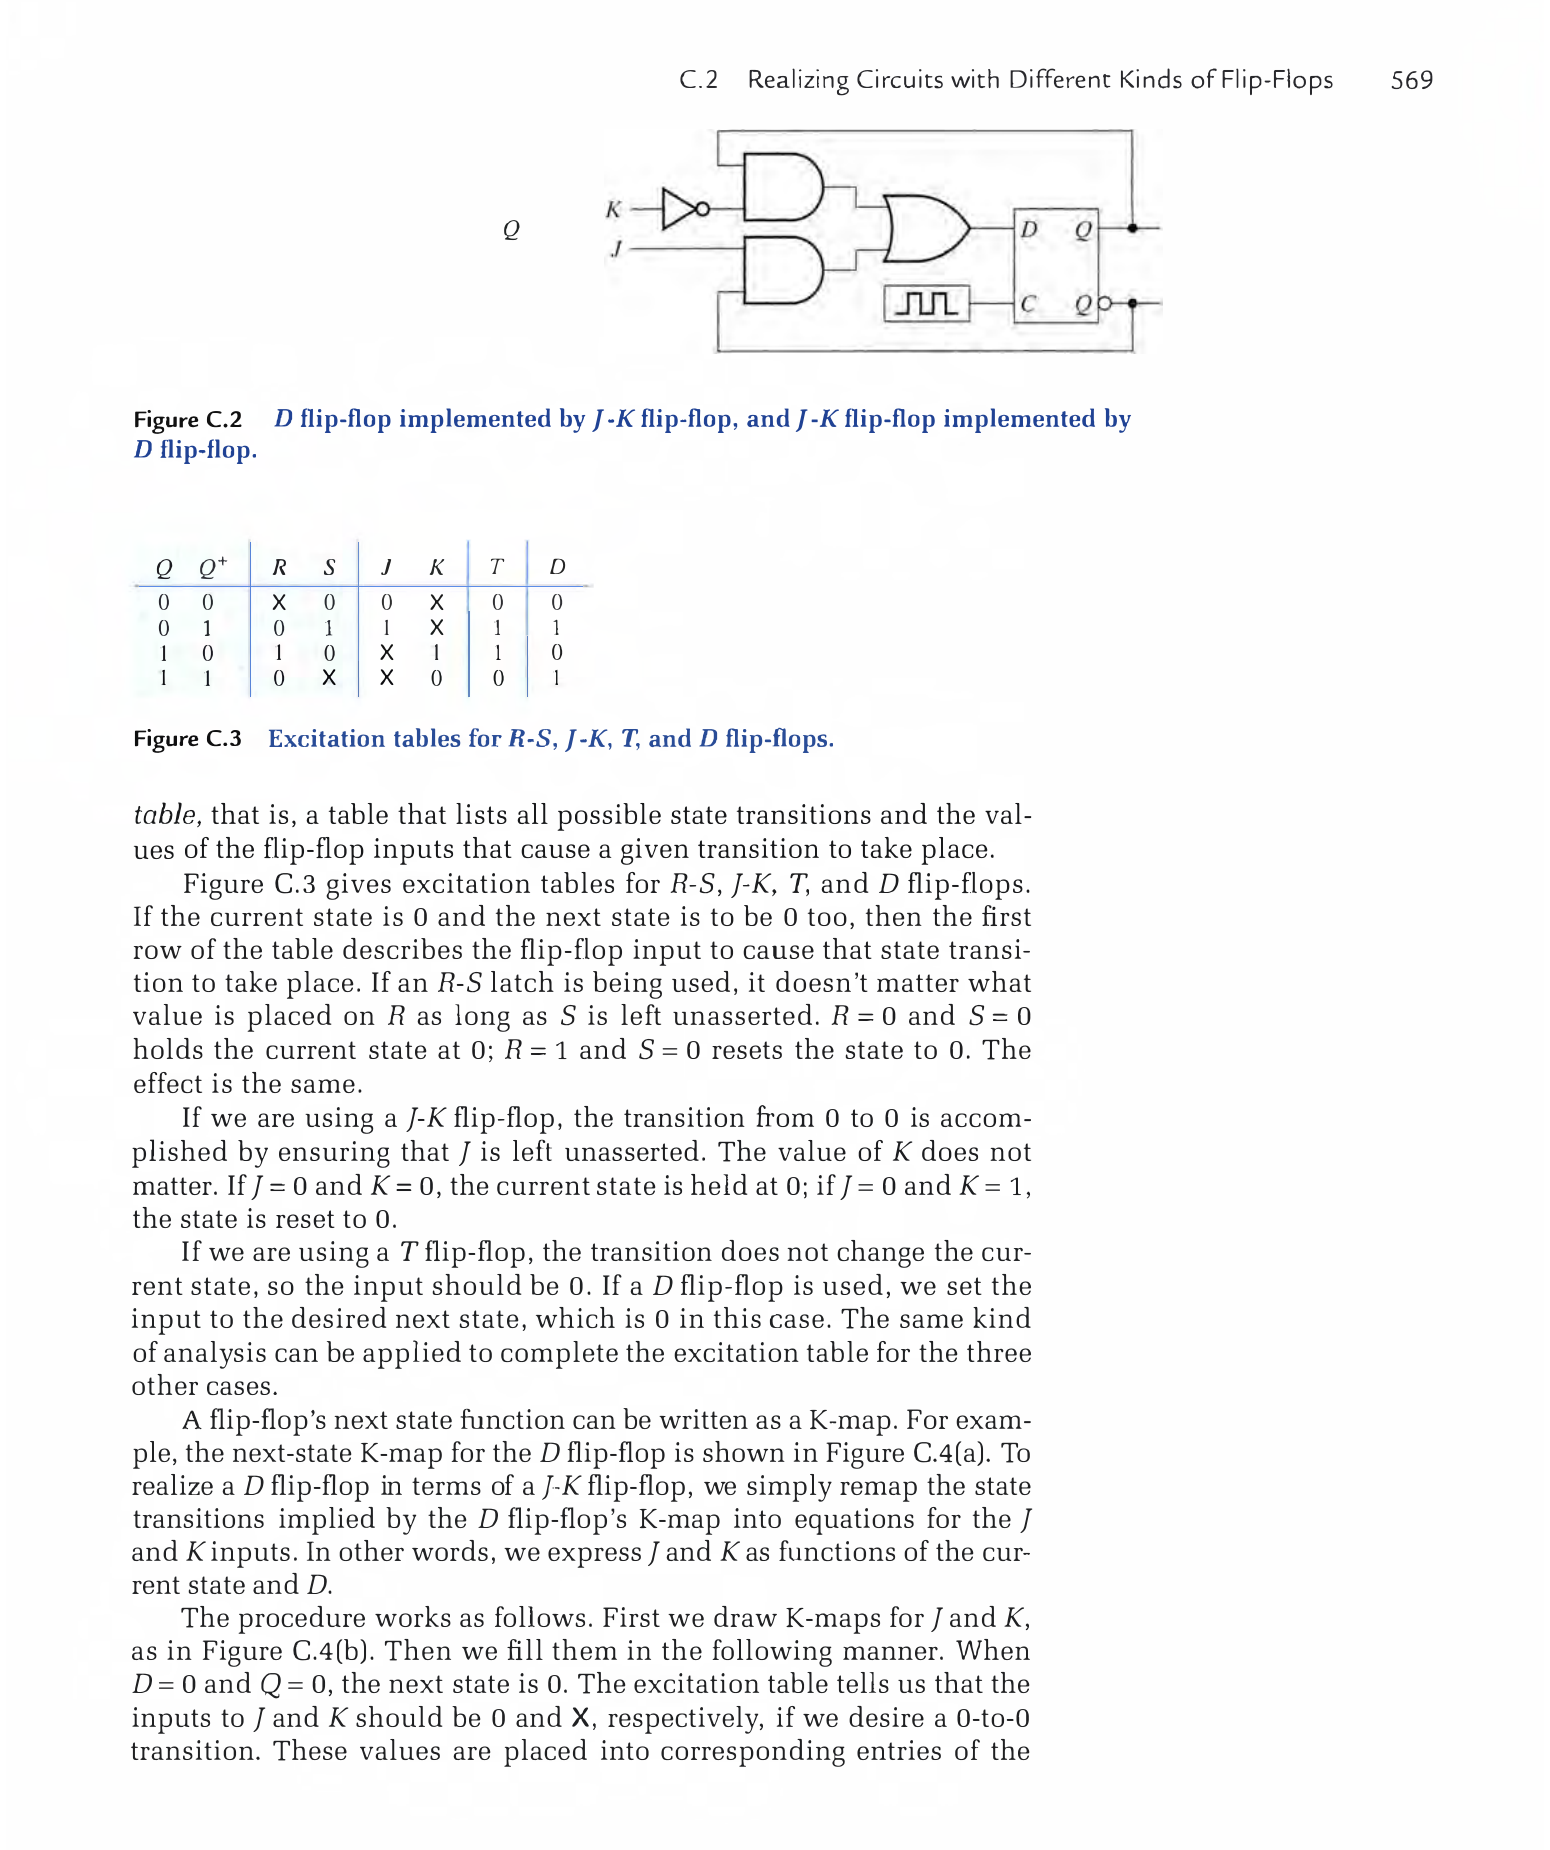 C.2 Realizing Circuits with Different Kinds of Flip-Flops 569
Q
K
J
D Q
C Q
Figure C.2 D flip-flop implemented by J-K flip-flop, and J-K flip-flop implemented by
D flip-flop.
Q Q+ R S J K T D
0 0 X 0 0 X 0 0
0 1 0 1 1 X 1 1
1 0 1 0 X 1 1 0
1 1 0 X X 0 0 1
Figure C.3 Excitation tables for R-S, J-K, T, and D flip-flops.
table, that is, a table that lists all possible state transitions and the val-
ues of the flip-flop inputs that cause a given transition to take place.
Figure C.3 gives excitation tables for R-S, J-K, T, and D flip-flops.
If the current state is 0 and the next state is to be 0 too, then the first
row of the table describes the flip-flop input to cause that state transi-
tion to take place. If an R-S latch is being used, it doesn't matter what
value is placed on R as long as S is left unasserted. R = 0 and S = 0
holds the current state at 0; R = 1 and S = 0 resets the state to 0. The
effect is the same.
If we are using a J-K flip-flop, the transition from 0 to 0 is accom-
plished by ensuring that J is left unasserted. The value of K does not
matter. If J = 0 and K = 0, the current state is held at 0; if J = 0 and K = 1,
the state is reset to 0.
If we are using a T flip-flop, the transition does not change the cur-
rent state, so the input should be 0. If a D flip-flop is used, we set the
input to the desired next state, which is 0 in this case. The same kind
of analysis can be applied to complete the excitation table for the three
other cases.
A flip-flop's next state function can be written as a K-map. For exam-
ple, the next-state K-map for the D flip-flop is shown in Figure C.4(a). To
realize a D flip-flop in terms of a J-K flip-flop, we simply remap the state
transitions implied by the D flip-flop's K-map into equations for the J
and K inputs. In other words, we express J and K as functions of the cur-
rent state and D.
The procedure works as follows. First we draw K-maps for J and K,
as in Figure C.4(b). Then we fill them in the following manner. When
D = 0 and Q = 0, the next state is 0. The excitation table tells us that the
inputs to J and K should be 0 and X, respectively, if we desire a 0-to-0
transition. These values are placed into corresponding entries of the